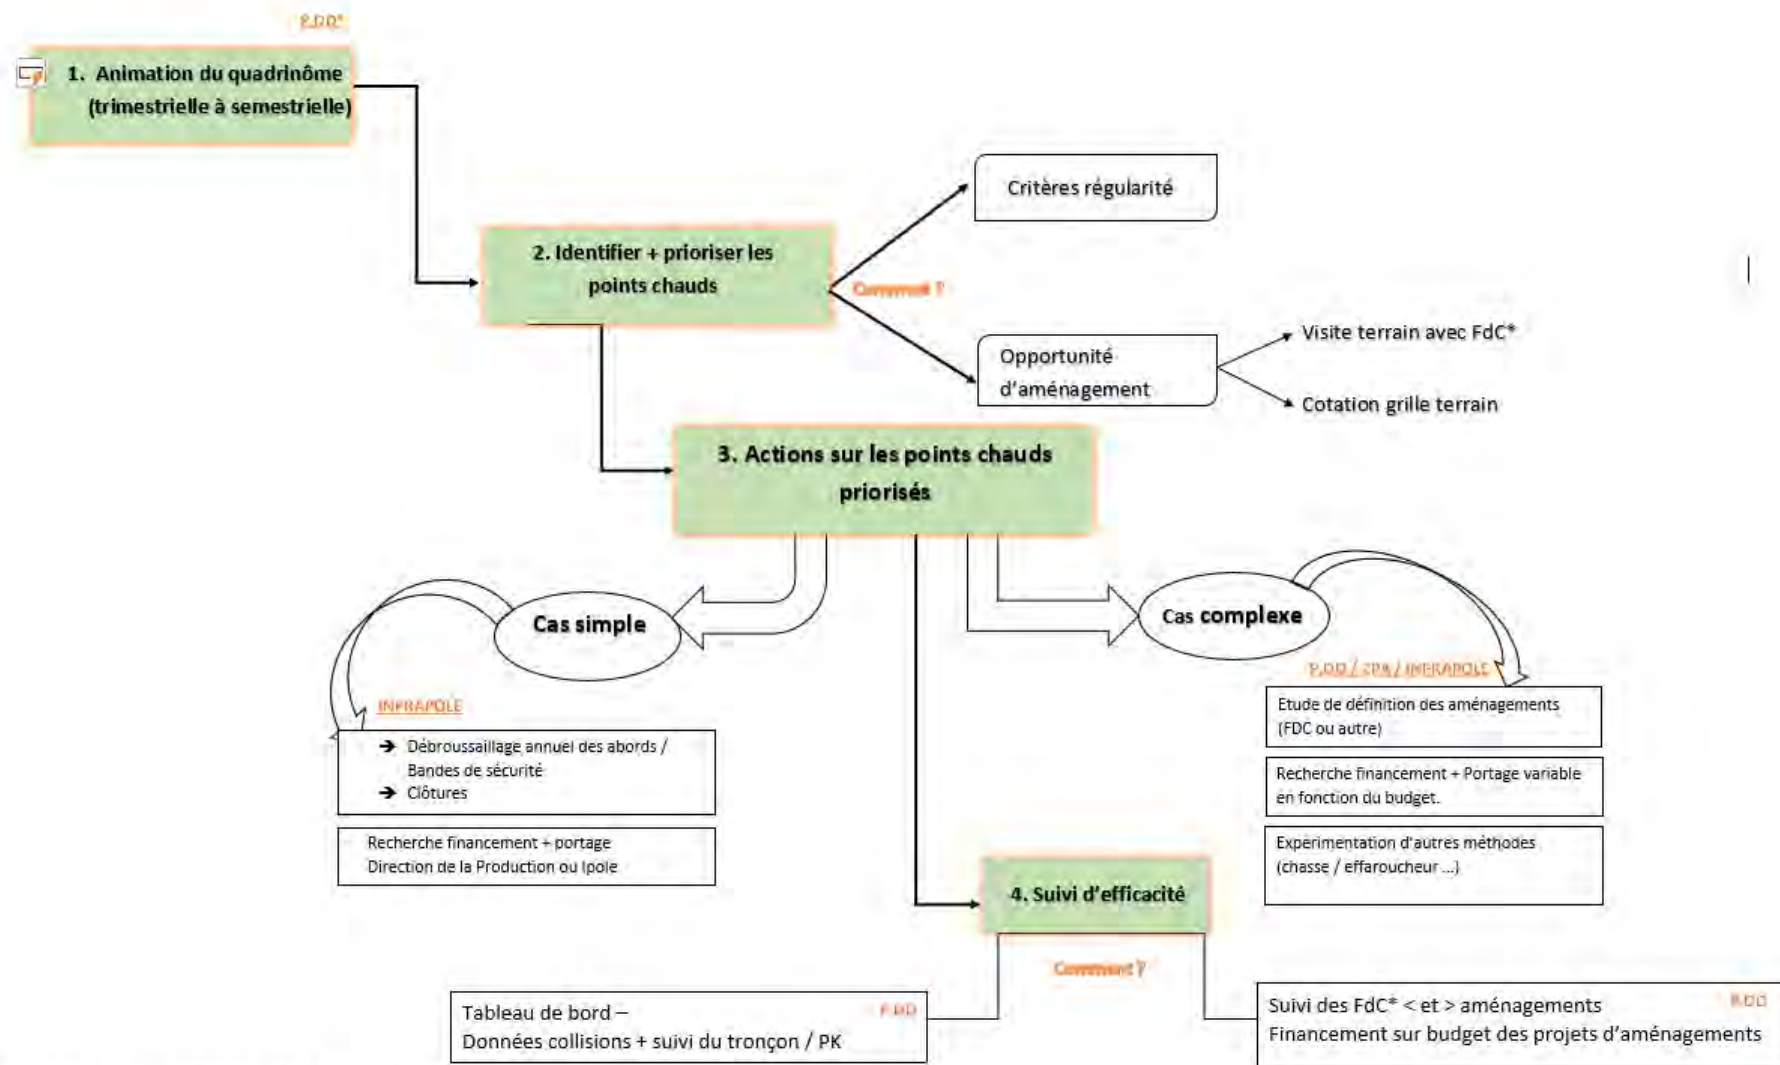 P.DD*
1. Animation du quadrinôme
(trimestrielle à semestrielle)
Critères régularité
2. Identifier + prioriser les
points chauds
Comment ?
Opportunité
d'aménagement
Visite terrain avec FdC*
Cotation grille terrain
3. Actions sur les points chauds
priorisés
Cas simple
Cas complexe
INFRAPOLE
➔ Débroussaillage annuel des abords /
Bandes de sécurité
➔ Clôtures
Recherche financement + portage
Direction de la Production ou Ipole
P.DD / ZPA / INFRAPOLE
Etude de définition des aménagements
(FDC ou autre)
Recherche financement + Portage variable
en fonction du budget.
Expérimentation d'autres méthodes
(chasse / effaroucheur ...)
4. Suivi d'efficacité
Comment ?
Tableau de bord –
P.DD
Données collisions + suivi du tronçon / PK
Suivi des FdC* < et > aménagements
P.DD
Financement sur budget des projets d'aménagements